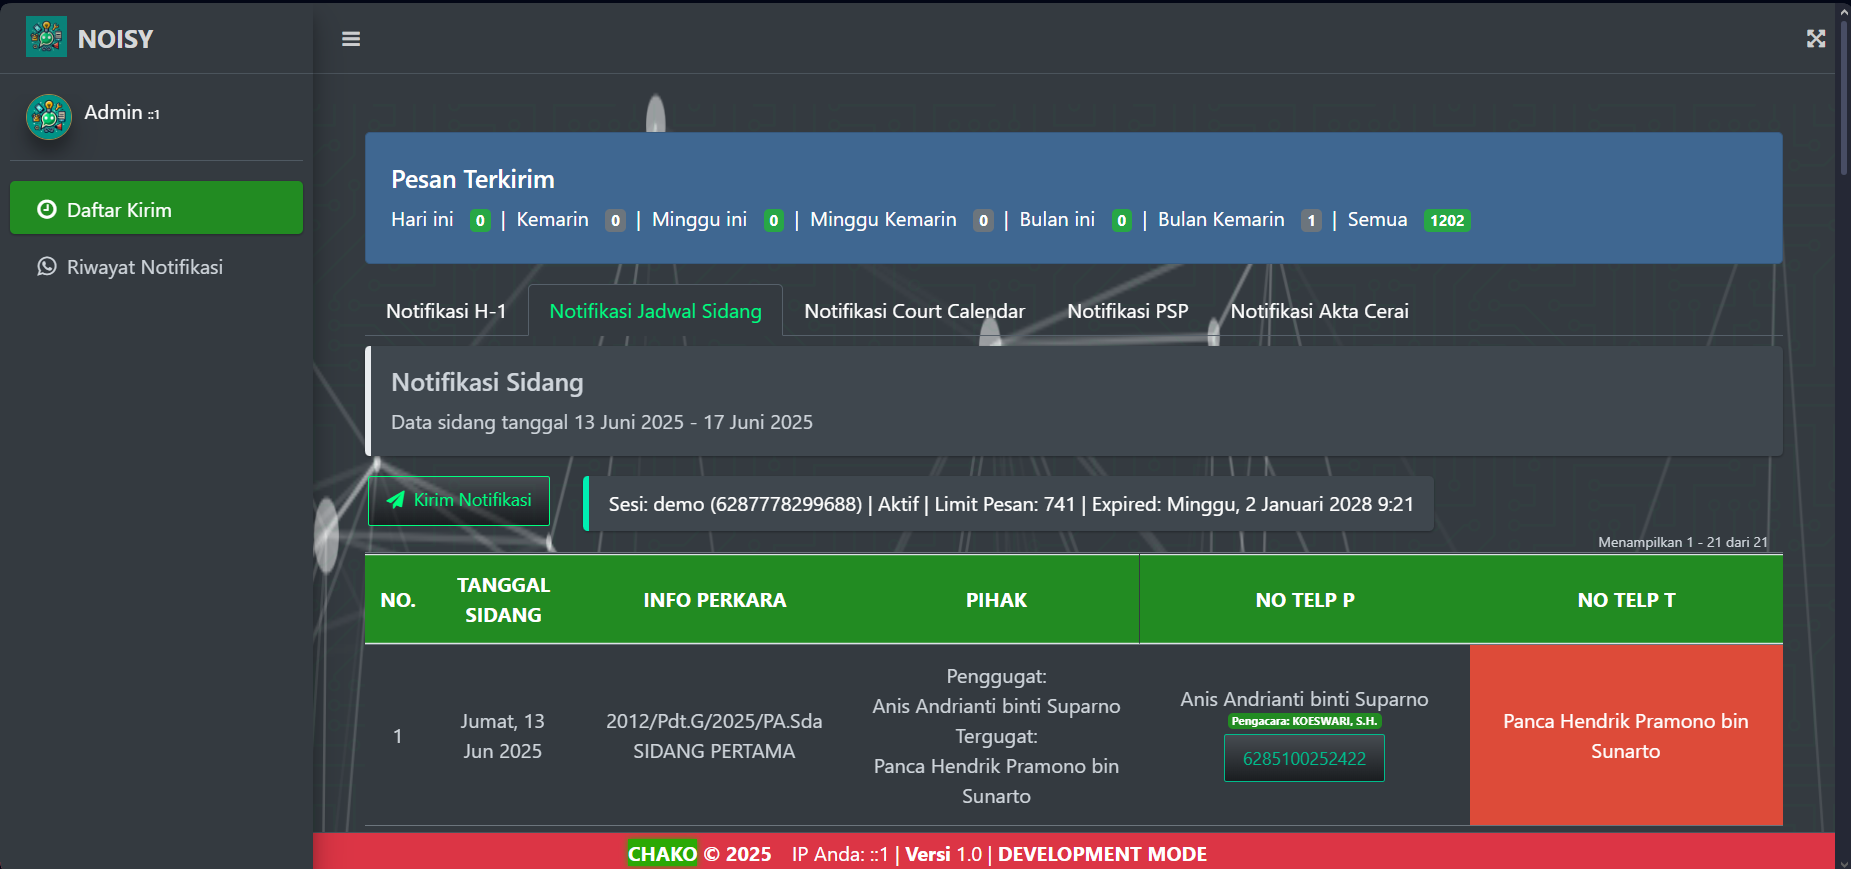 NOISY
Admin ::1
Daftar Kirim
Riwayat Notifikasi
Pesan Terkirim
Hari ini 0 | Kemarin 0 | Minggu ini 0 | Minggu Kemarin 0 | Bulan ini 0 | Bulan Kemarin 1 | Semua 1202
Notifikasi H-1 Notifikasi Jadwal Sidang Notifikasi Court Calendar Notifikasi PSP Notifikasi Akta Cerai
Notifikasi Sidang
Data sidang tanggal 13 Juni 2025 - 17 Juni 2025
Kirim Notifikasi
Sesi: demo (6287778299688) | Aktif | Limit Pesan: 741 | Expired: Minggu, 2 Januari 2028 9:21
Menampilkan 1 - 21 dari 21
NO. TANGGAL SIDANG INFO PERKARA PIHAK NO TELP P NO TELP T
1
Jumat, 13
Jun 2025
2012/Pdt.G/2025/PA.Sda
SIDANG PERTAMA
Penggugat:
Anis Andrianti binti Suparno
Tergugat:
Panca Hendrik Pramono bin
Sunarto
Anis Andrianti binti Suparno
Pengacara: KOESWARI, S.H.
6285100252422
Panca Hendrik Pramono bin
Sunarto
CHAKO © 2025 IP Anda: ::1 | Versi 1.0 | DEVELOPMENT MODE